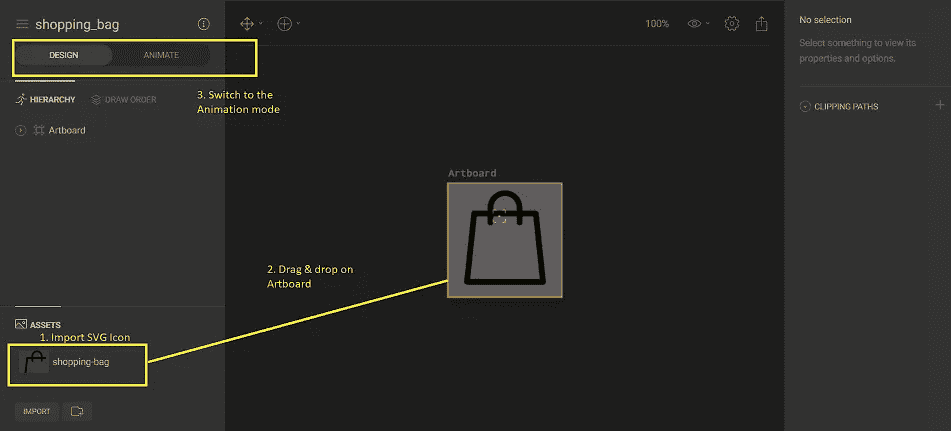 shopping_bag
100%
No selection
Select something to view its
properties and options.
DESIGN
ANIMATE
3. Switch to the
Animation mode
HIERARCHY
DRAW ORDER
CLIPPING PATHS
Artboard
Artboard
2. Drag & drop on
Artboard
ASSETS
1. Import SVG Icon
shopping-bag
IMPORT